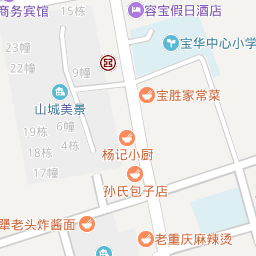 商务宾馆
15栋
容宝假日酒店
23幢
22幢
9幢
宝华中心小学
山城美景
宝胜家常菜
19栋
6幢
18栋
4栋
17幢
杨记小厨
孙氏包子店
犟老头炸酱面
老重庆麻辣烫